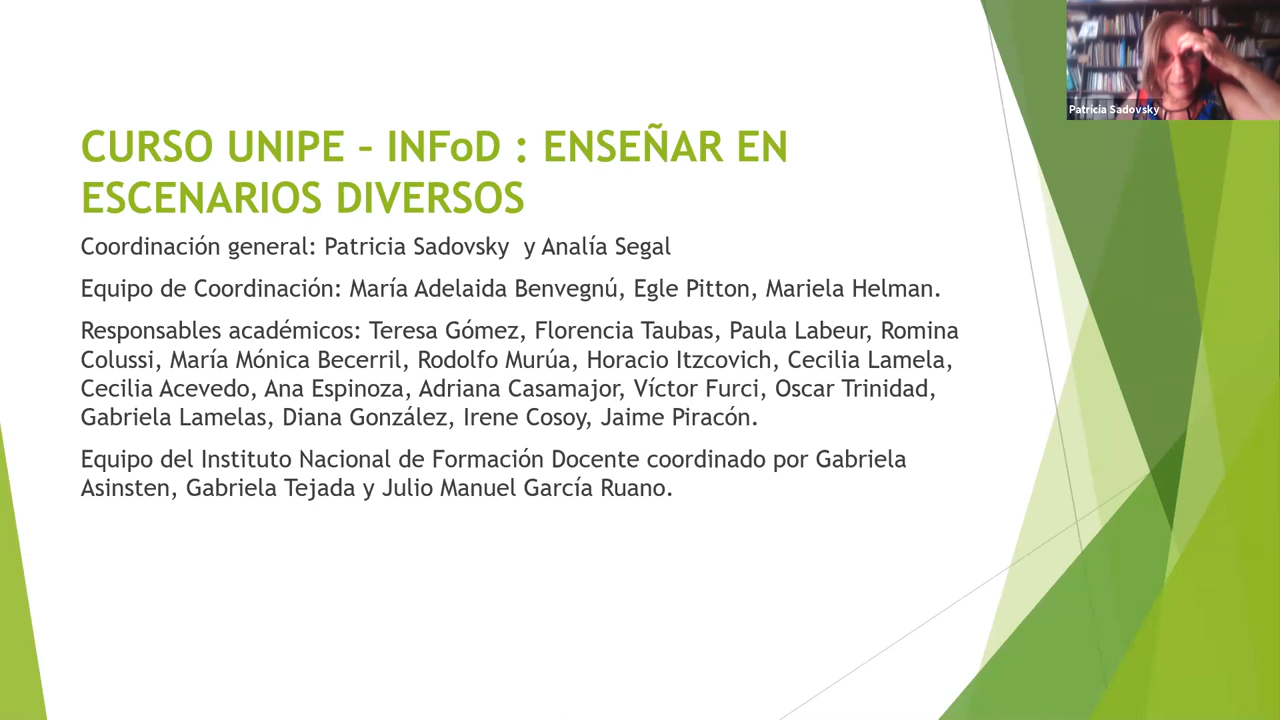 CURSO UNIPE – INFoD : ENSEÑAR EN
ESCENARIOS DIVERSOS
Coordinación general: Patricia Sadovsky  y Analía Segal
Equipo de Coordinación: María Adelaida Benvegnú, Egle Pitton, Mariela Helman.
Responsables académicos: Teresa Gómez, Florencia Taubas, Paula Labeur, Romina
Colussi, María Mónica Becerril, Rodolfo Murúa, Horacio Itzcovich, Cecilia Lamela,
Cecilia Acevedo, Ana Espinoza, Adriana Casamajor, Víctor Furci, Oscar Trinidad,
Gabriela Lamelas, Diana González, Irene Cosoy, Jaime Piracón.
Equipo del Instituto Nacional de Formación Docente coordinado por Gabriela
Asinsten, Gabriela Tejada y Julio Manuel García Ruano.
Patricia Sadovsky